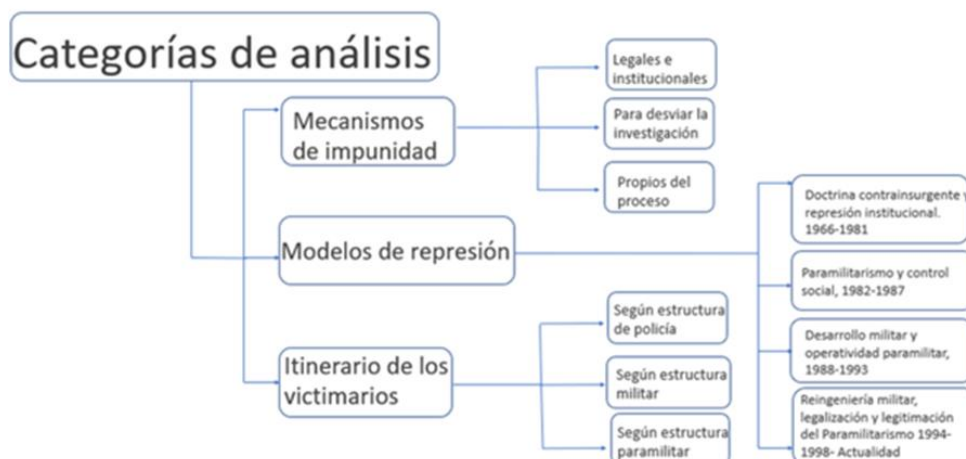 Categorías de análisis
Mecanismos
de impunidad
Legales e
institucionales
Para desviar la
investigación
Propios del
proceso
Modelos de represión
Doctrina contrainsurgente y
represión institucional.
1966-1981
Paramilitarismo y control
social, 1982-1987
Desarrollo militar y
operatividad paramilitar,
1988-1993
Reingeniería militar,
legalización y legitimación
del Paramilitarismo 1994-
1998- Actualidad
Itinerario de los
victimarios
Según estructura
de policía
Según estructura
militar
Según estructura
paramilitar